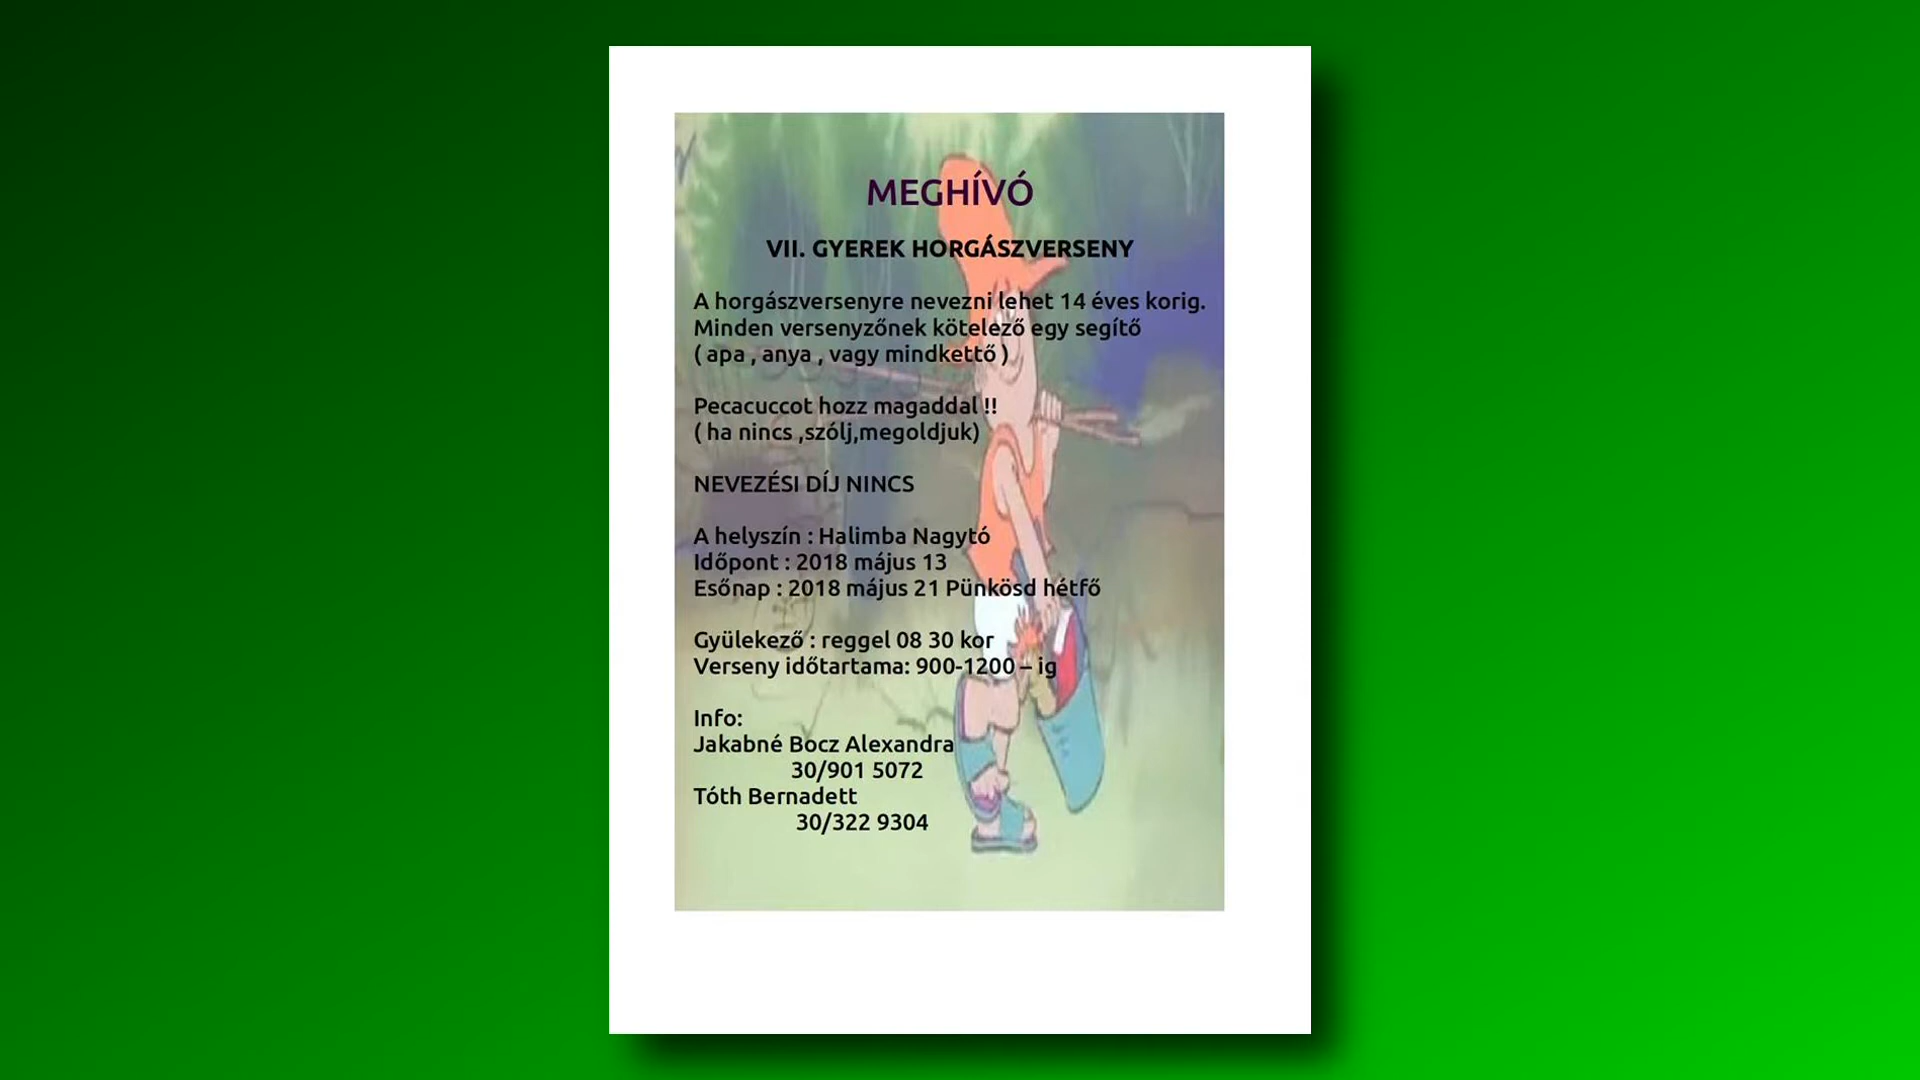 MEGHÍVÓ
VII. GYEREK HORGÁSZVERSENY
A horgászversenyre nevezni lehet 14 éves korig.
Minden versenyzőnek kötelező egy segítő
( apa , anya , vagy mindkettő )
Pecacuccot hozz magaddal !!
( ha nincs ,szólj,megoldjuk)
NEVEZÉSI DÍJ NINCS
A helyszín : Halimba Nagytó
Időpont : 2018 május 13
Esőnap : 2018 május 21 Pünkösd hétfő
Gyülekező : reggel 08 30 kor
Verseny időtartama: 900-1200 – ig
Info:
Jakabné Bocz Alexandra
30/901 5072
Tóth Bernadett
30/322 9304